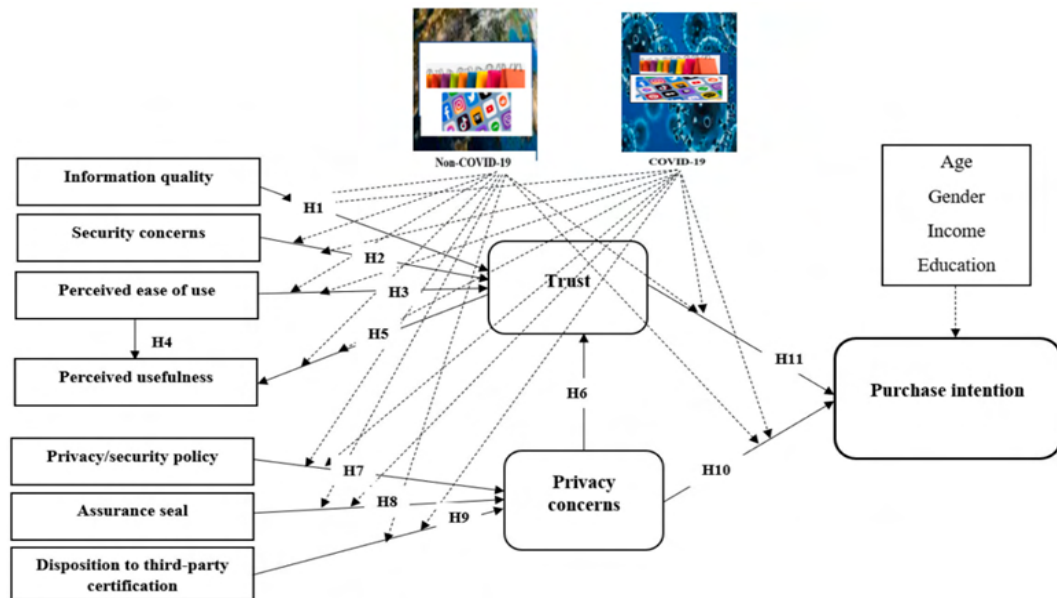 Non-COVID-19
COVID-19
Information quality
Security concerns
Perceived ease of use
Perceived usefulness
Privacy/security policy
Assurance seal
Disposition to third-party
certification
H1
H2
H3
H4
H5
H6
H7
H8
H9
H10
H11
Trust
Privacy
concerns
Age
Gender
Income
Education
Purchase intention